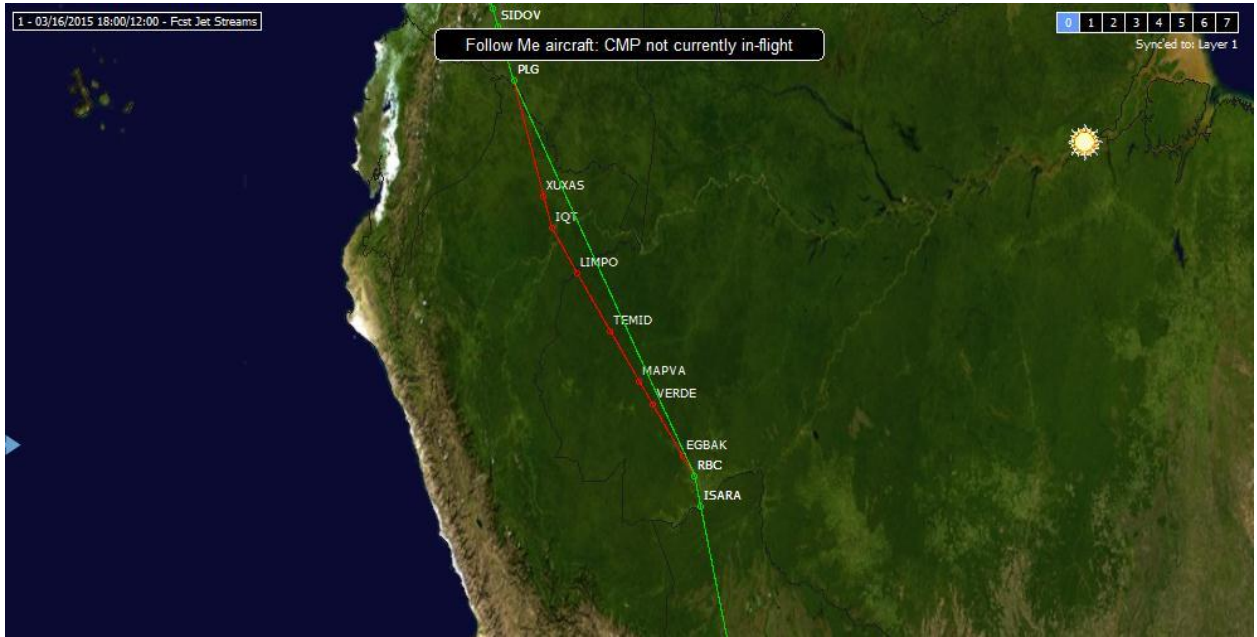 1 - 03/16/2015 18:00/12:00 - Fcst Jet Streams
SIDOV
0 1 2 3 4 5 6 7
Follow Me aircraft: CMP not currently in-flight
Synced to: Layer 1
PLG
XUXAS
IQT
LIMPO
TEMID
MAPVA
VERDE
EGBAK
RBC
ISARA